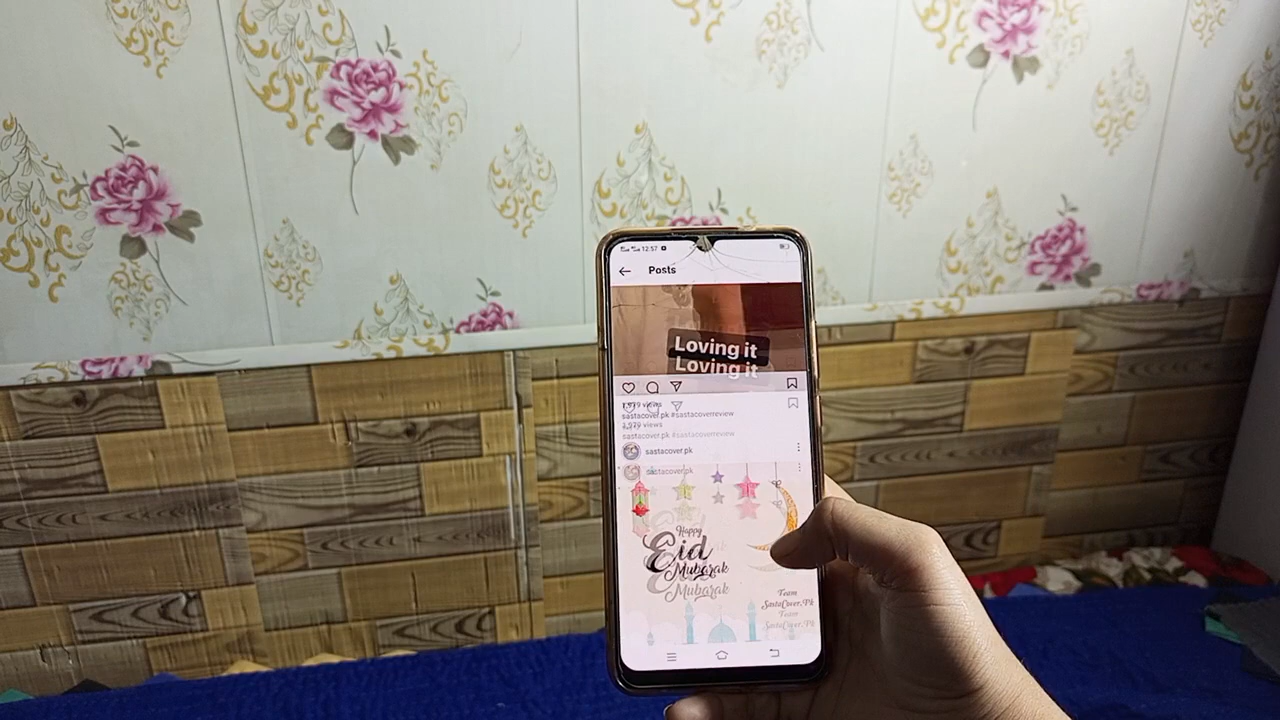 12:57
Posts
Loving it
Loving it
1,979 views
sastacover.pk #sastacoverreview
3,979 views
sastacover.pk #sastacoverreview
sastacover.pk
sastacover.pk
Happy
Eid
Mubarak
Mubarak
Team
SastaCover.Pk
Team
SastaCover.Pk